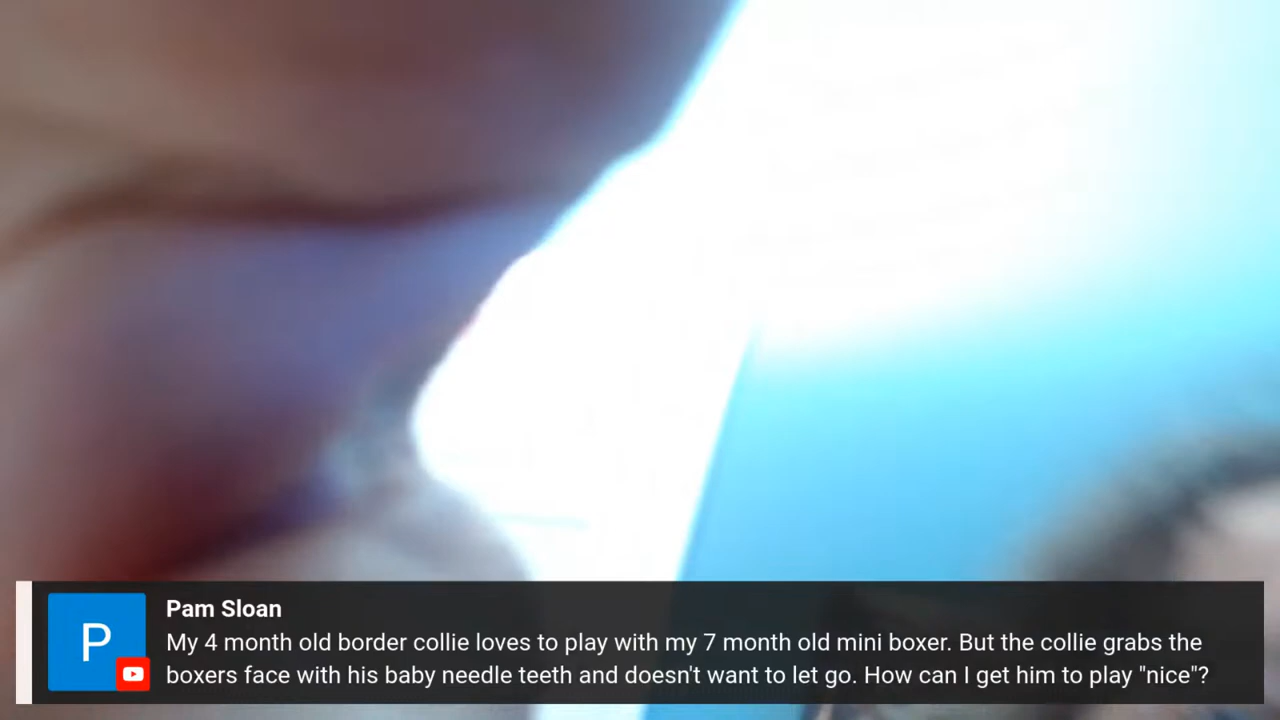 Pam Sloan
P
My 4 month old border collie loves to play with my 7 month old mini boxer. But the collie grabs the
boxers face with his baby needle teeth and doesn't want to let go. How can I get him to play "nice"?